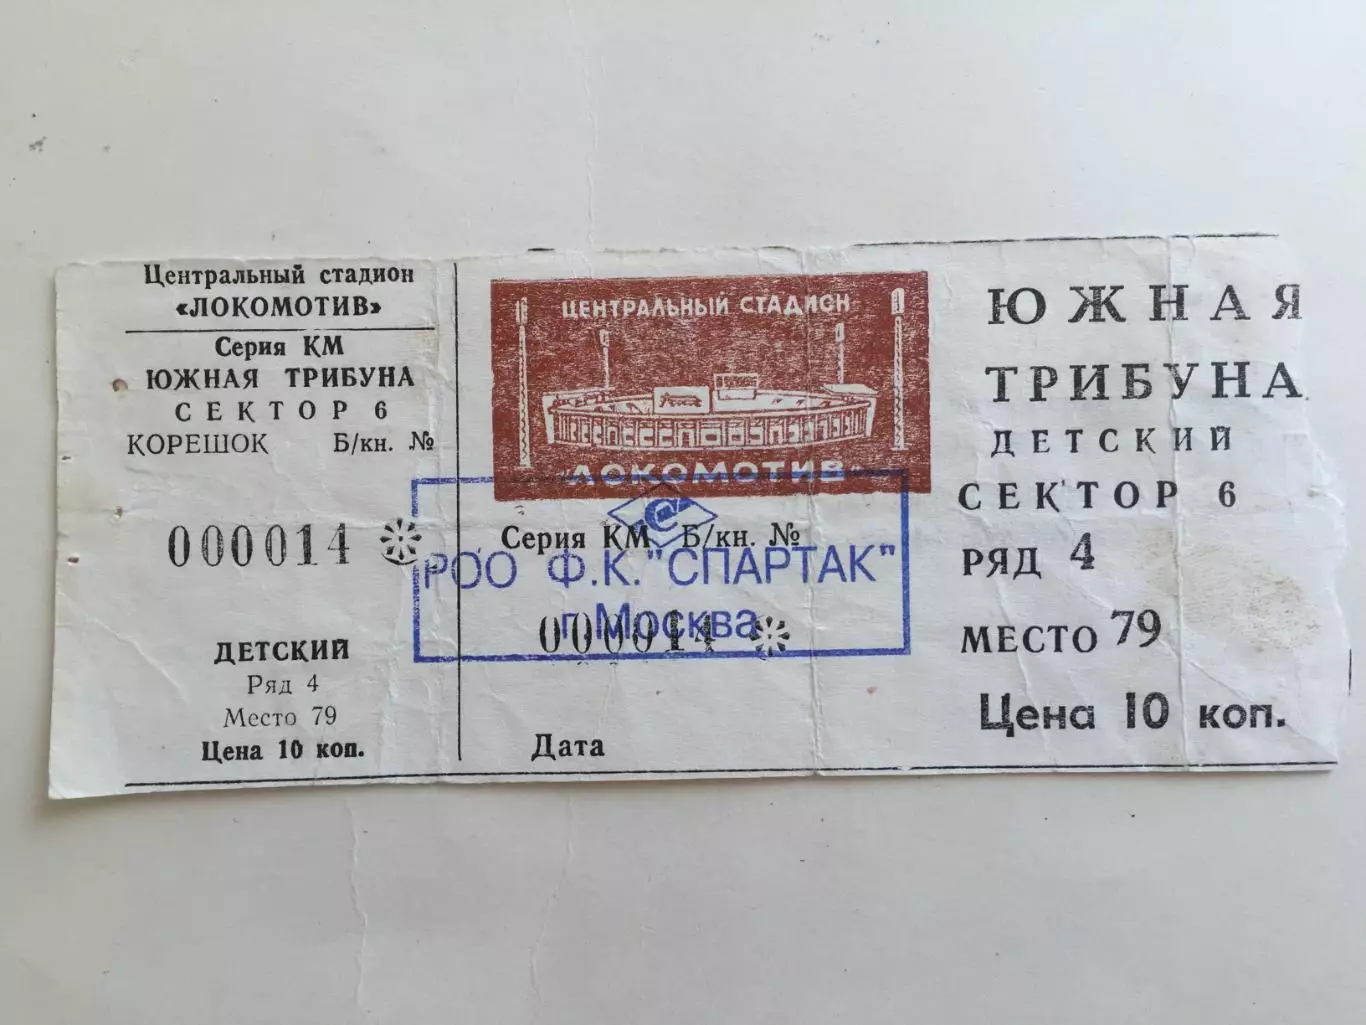 Центральный стадион
«ЛОКОМОТИВ»
Серия КМ
ЮЖНАЯ ТРИБУНА
СЕКТОР 6
КОРЕШОК Б/кн. №
000014
ДЕТСКИЙ
Ряд 4
Место 79
Цена 10 коп.
ЦЕНТРАЛЬНЫЙ СТАДИОН
ЛОКОМОТИВ
Серия КМ Б/кн. №
РОО Ф.К. "СПАРТАК"
г. Москва
000014
Дата
ЮЖНАЯ
ТРИБУНА
ДЕТСКИЙ
СЕКТОР 6
РЯД 4
МЕСТО 79
Цена 10 коп.